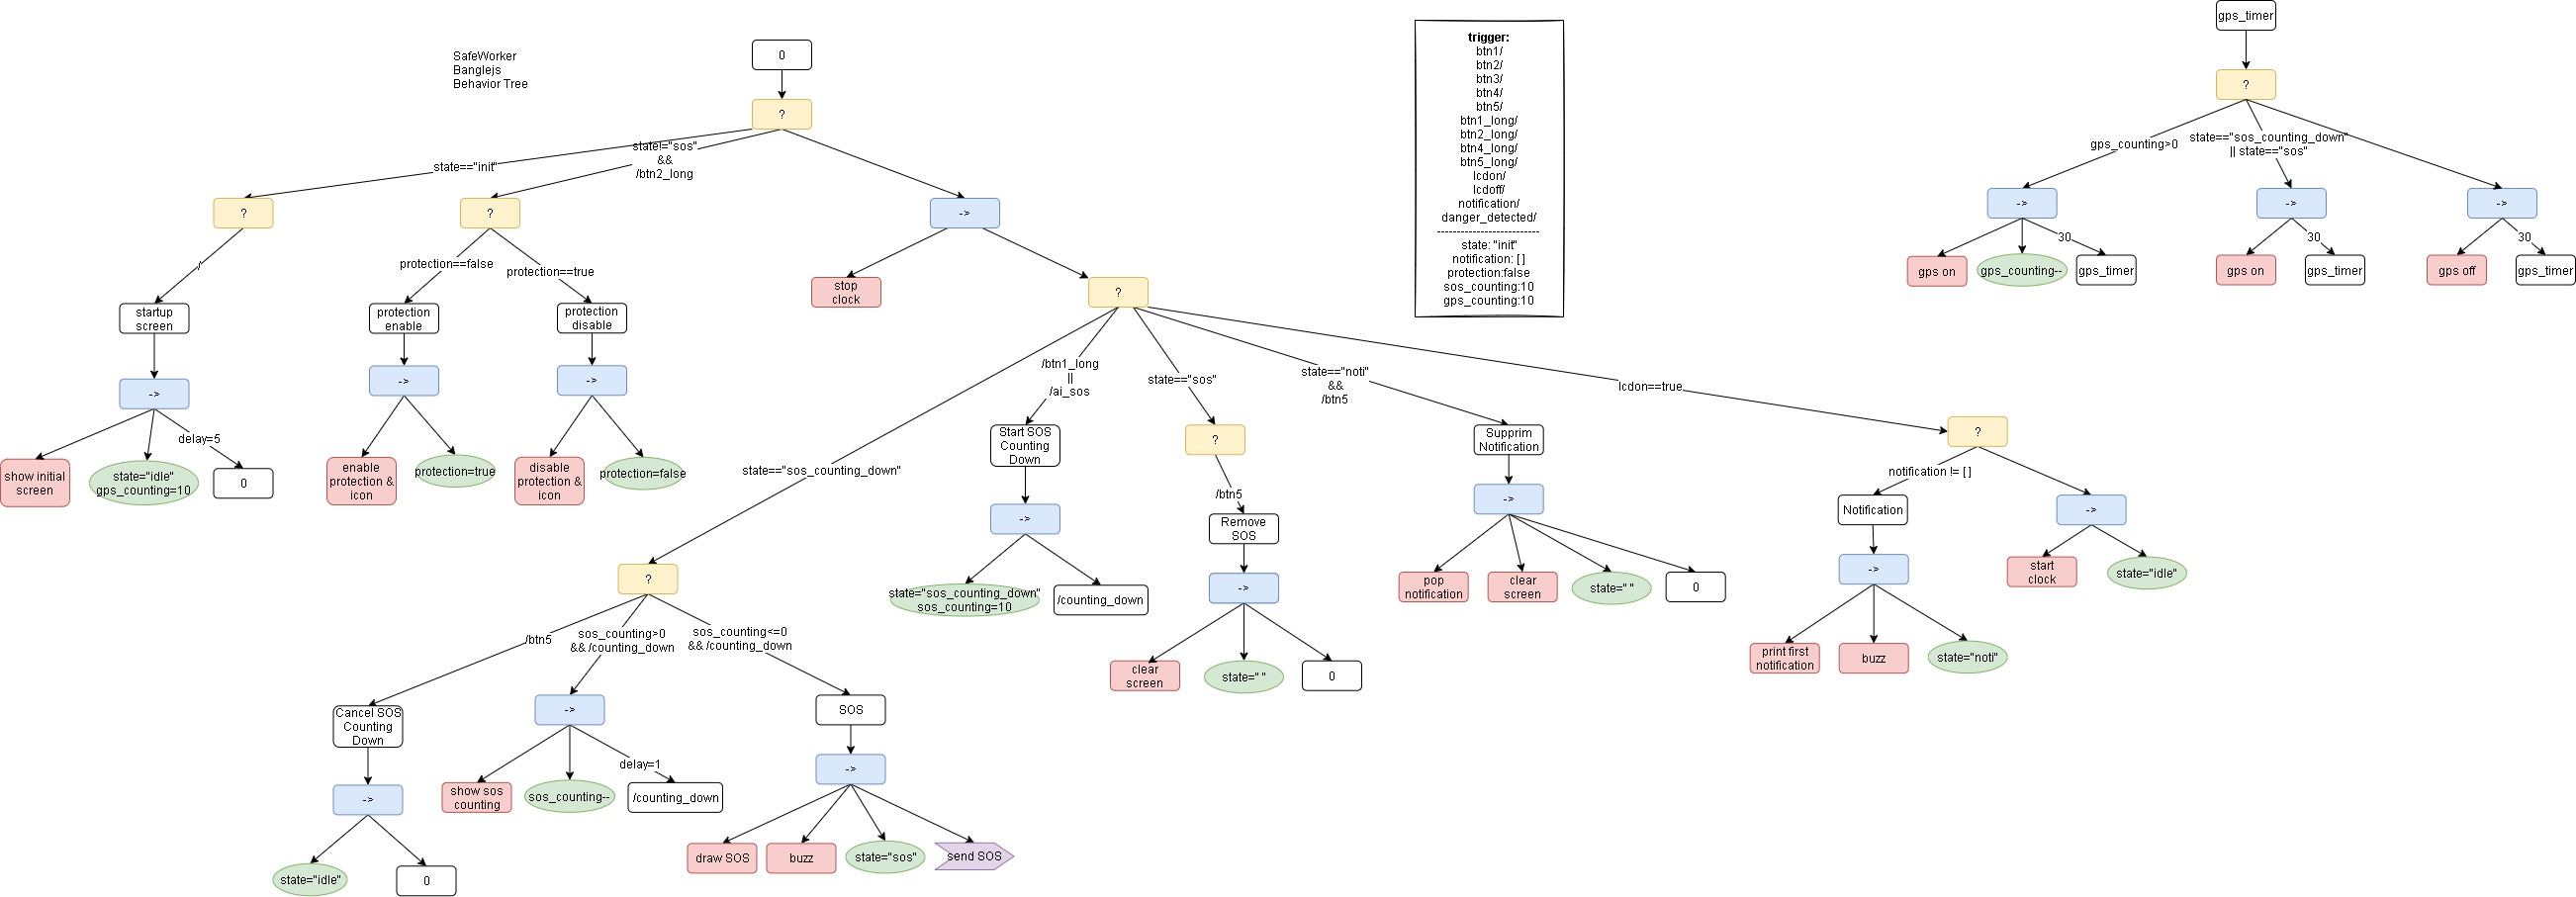 SafeWorker
Banglejs
Behavior Tree
0
?
state=="init"
state!="sos"
&&
/btn2_long
?
?
->
/
protection==false
protection==true
startup
screen
protection
enable
protection
disable
stop
clock
?
->
->
->
delay=5
show initial
screen
state="idle"
gps_counting=10
0
enable
protection &
icon
protection=true
disable
protection &
icon
protection=false
state=="sos_counting_down"
/btn1_long
||
/ai_sos
state=="sos"
state=="noti"
&&
/btn5
lcdon==true
Start SOS
Counting
Down
?
Supprim
Notification
?
->
state="sos_counting_down"
sos_counting=10
/counting_down
/btn5
Remove
SOS
->
clear
screen
state=" "
0
->
pop
notification
clear
screen
state=" "
0
notification != [ ]
Notification
->
->
start
clock
state="idle"
print first
notification
buzz
state="noti"
?
/btn5
sos_counting>0
&& /counting_down
sos_counting<=0
&& /counting_down
Cancel SOS
Counting
Down
->
SOS
->
state="idle"
0
delay=1
show sos
counting
sos_counting--
/counting_down
->
draw SOS
buzz
state="sos"
send SOS
trigger:
btn1/
btn2/
btn3/
btn4/
btn5/
btn1_long/
btn2_long/
btn4_long/
btn5_long/
lcdon/
lcdoff/
notification/
danger_detected/
--------------------------
state: "init"
notification: [ ]
protection:false
sos_counting:10
gps_counting:10
gps_timer
?
gps_counting>0
state=="sos_counting_down"
|| state=="sos"
->
->
->
30
30
30
gps on
gps_counting--
gps_timer
gps on
gps_timer
gps off
gps_timer